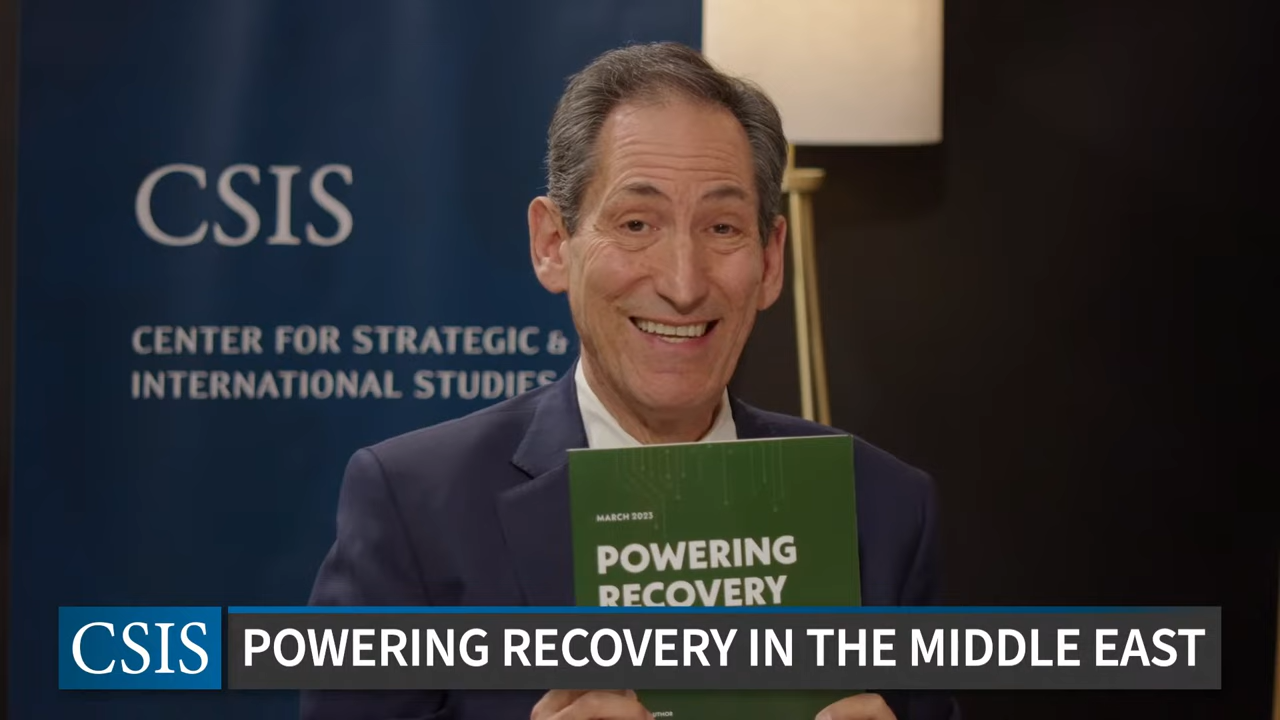 CSIS
CENTER FOR STRATEGIC &
INTERNATIONAL STUDIES
MARCH 2023
POWERING
RECOVERY
CSIS
POWERING RECOVERY IN THE MIDDLE EAST